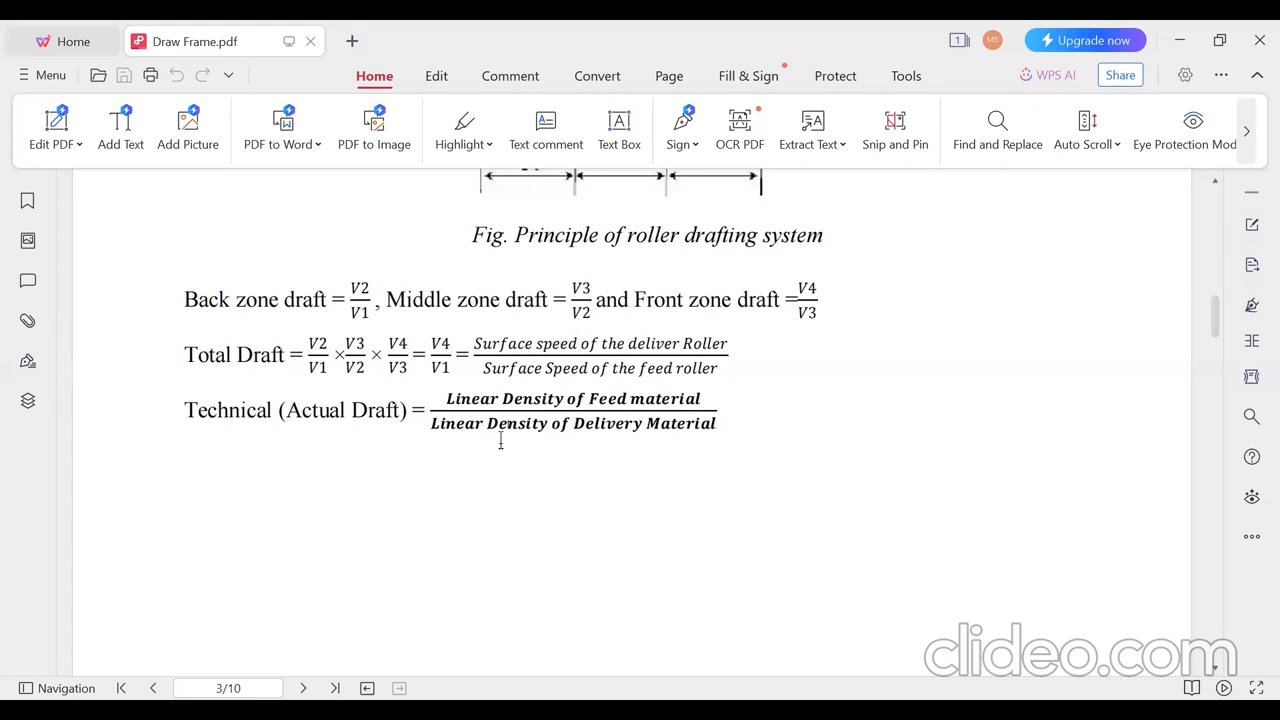 Home
Draw Frame.pdf
1
MS
Upgrade now
Menu
Home Edit Comment Convert Page Fill & Sign Protect Tools
WPS AI
Share
Edit PDF Add Text Add Picture PDF to Word PDF to Image Highlight Text comment Text Box Sign OCR PDF Extract Text Snip and Pin Find and Replace Auto Scroll Eye Protection Mod
Fig. Principle of roller drafting system
Back zone draft = V2/V1 , Middle zone draft = V3/V2 and Front zone draft = V4/V3
Total Draft = V2/V1 × V3/V2 × V4/V3 = V4/V1 = Surface speed of the deliver Roller / Surface Speed of the feed roller
Technical (Actual Draft) = Linear Density of Feed material / Linear Density of Delivery Material
clideo.com
Navigation
3/10